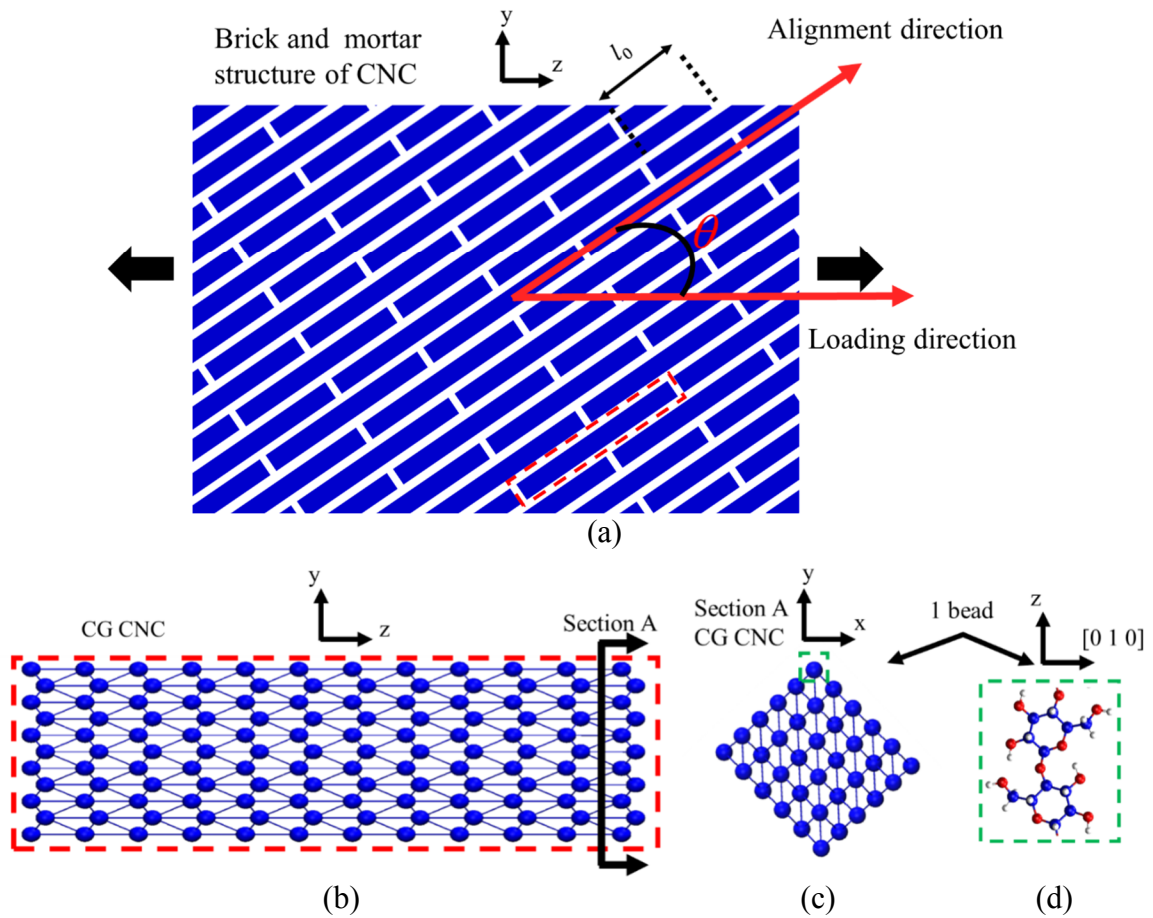 Brick and mortar
structure of CNC
y
z
l₀
Alignment direction
θ
Loading direction
(a)
y
z
CG CNC
Section A
y
x
Section A
CG CNC
1 bead
z
[0 1 0]
(b)
(c)
(d)